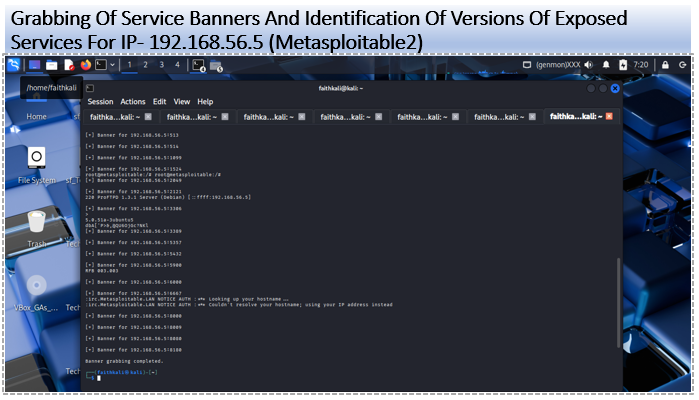 Grabbing Of Service Banners And Identification Of Versions Of Exposed
Services For IP- 192.168.56.5 (Metasploitable2)
1 2 3 4 (genmon)XXX 7:20
/home/faithkali
faithkali@kali: ~
Session Actions Edit View Help
faithka...kali: ~ faithka...kali: ~ faithka...kali: ~ faithka...kali: ~ faithka...kali: ~ faithka...kali: ~ faithka...kali: ~
Home
File System
Trash
VBox_GAs_...
Tech
Tech
[+] Banner for 192.168.56.5:513
[+] Banner for 192.168.56.5:514
[+] Banner for 192.168.56.5:1099
[+] Banner for 192.168.56.5:1524
root@metasploitable:/# root@metasploitable:/#
[+] Banner for 192.168.56.5:2049
[+] Banner for 192.168.56.5:2121
220 ProFTPD 1.3.1 Server (Debian) [::ffff:192.168.56.5]
[+] Banner for 192.168.56.5:3306
>
5.0.51a-3ubuntu5
[+] Banner for 192.168.56.5:3389
[+] Banner for 192.168.56.5:5357
[+] Banner for 192.168.56.5:5432
[+] Banner for 192.168.56.5:5900
RFB 003.003
[+] Banner for 192.168.56.5:6000
[+] Banner for 192.168.56.5:6667
:irc.Metasploitable.LAN NOTICE AUTH :*** Looking up your hostname ...
:irc.Metasploitable.LAN NOTICE AUTH :*** Couldn't resolve your hostname; using your IP address instead
[+] Banner for 192.168.56.5:8000
[+] Banner for 192.168.56.5:8009
[+] Banner for 192.168.56.5:8080
[+] Banner for 192.168.56.5:8180
Banner grabbing completed.
(faithkali㉿kali)-[~]
$